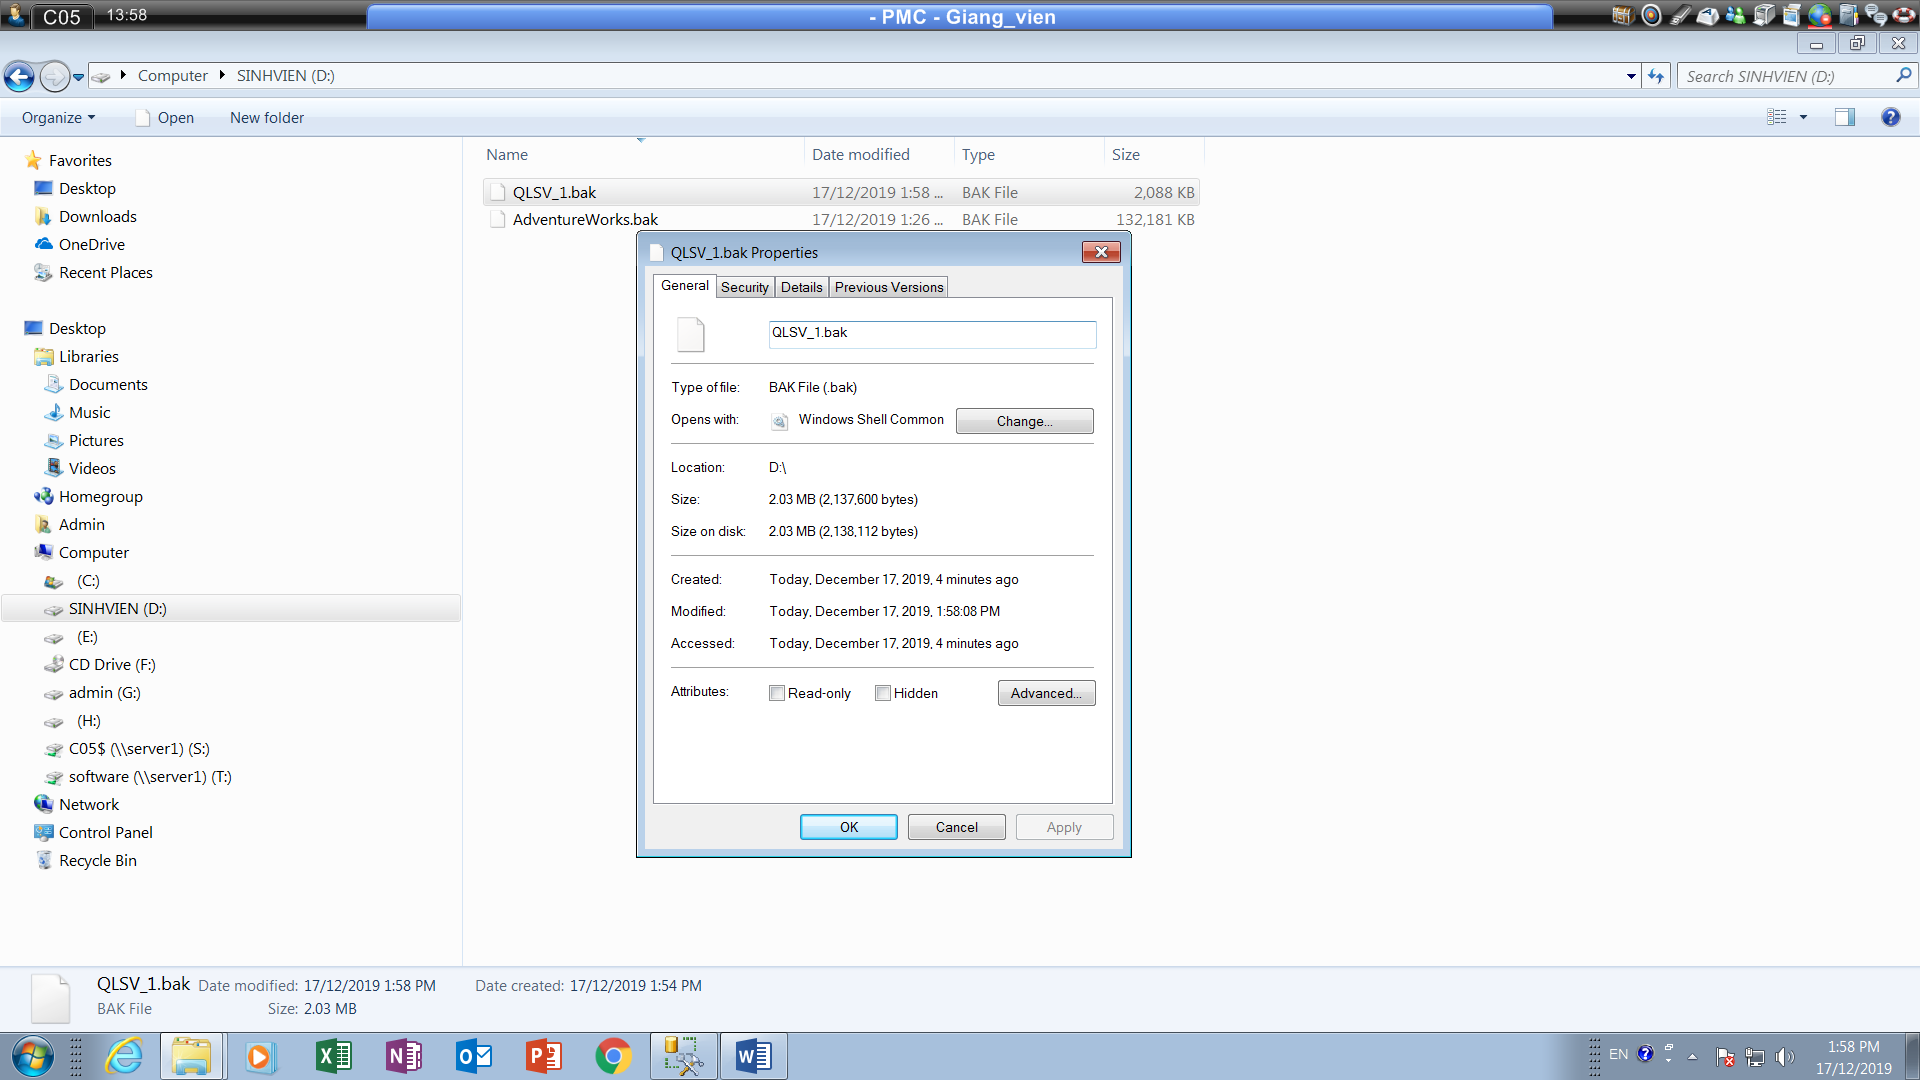 C05 13:58 - PMC - Giang_vien
Computer SINHVIEN (D:) Search SINHVIEN (D:)
Organize Open New folder
Favorites
Desktop
Downloads
OneDrive
Recent Places
Desktop
Libraries
Documents
Music
Pictures
Videos
Homegroup
Admin
Computer
(C:)
SINHVIEN (D:)
(E:)
CD Drive (F:)
admin (G:)
(H:)
C05$ (\\server1) (S:)
software (\\server1) (T:)
Network
Control Panel
Recycle Bin
Name Date modified Type Size
QLSV_1.bak 17/12/2019 1:58 ... BAK File 2,088 KB
AdventureWorks.bak 17/12/2019 1:26 ... BAK File 132,181 KB
QLSV_1.bak Properties
General Security Details Previous Versions
QLSV_1.bak
Type of file: BAK File (.bak)
Opens with: Windows Shell Common Change...
Location: D:\
Size: 2.03 MB (2,137,600 bytes)
Size on disk: 2.03 MB (2,138,112 bytes)
Created: Today, December 17, 2019, 4 minutes ago
Modified: Today, December 17, 2019, 1:58:08 PM
Accessed: Today, December 17, 2019, 4 minutes ago
Attributes: Read-only Hidden Advanced...
OK Cancel Apply
QLSV_1.bak Date modified: 17/12/2019 1:58 PM Date created: 17/12/2019 1:54 PM
BAK File Size: 2.03 MB
EN 1:58 PM
17/12/2019